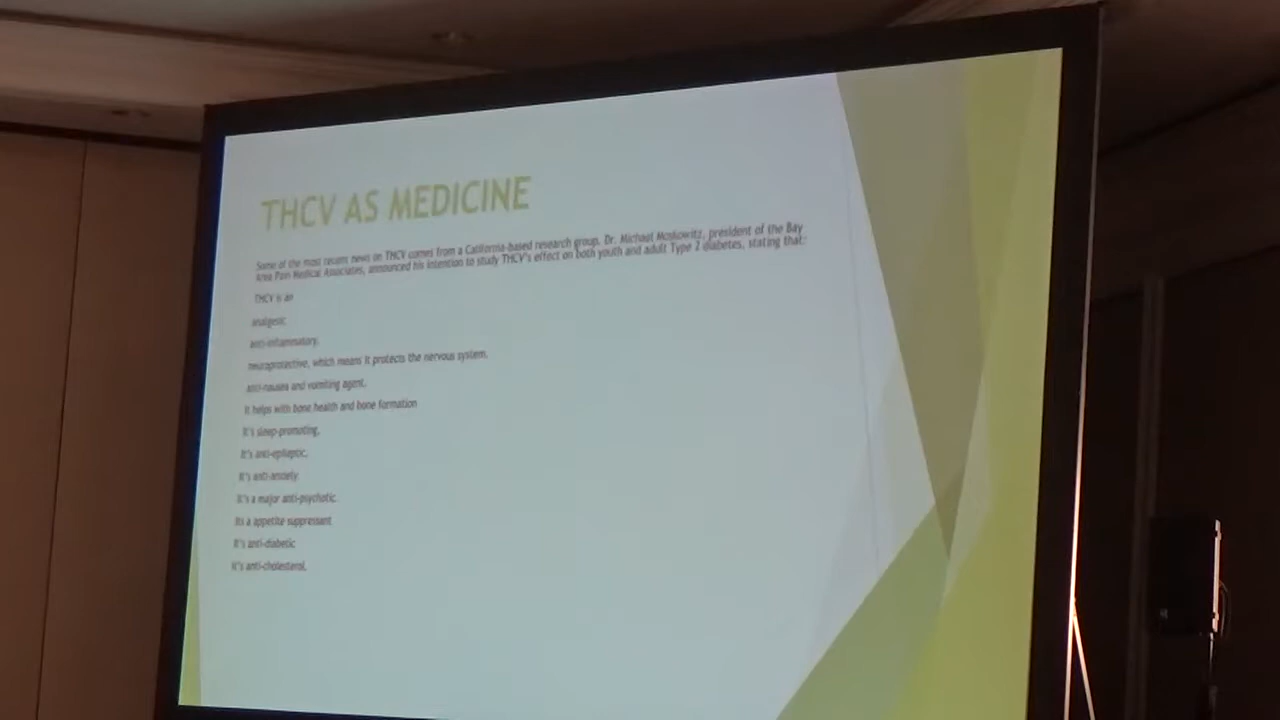 THCV AS MEDICINE
Some of the most recent news on THCV comes from a California-based research group. Dr. Michael Moskowitz, president of the Bay
Area Pain Medical Associates, announced his intention to study THCV's effect on both youth and adult Type 2 diabetes, stating that:
THCV is an
analgesic
anti-inflammatory,
neuroprotective, which means it protects the nervous system,
anti-nausea and vomiting agent,
It helps with bone health and bone formation
It's sleep-promoting,
It's anti-epileptic,
It's anti-anxiety
It's a major anti-psychotic
Its a appetite suppressant
It's anti-diabetic
It's anti-cholesterol,